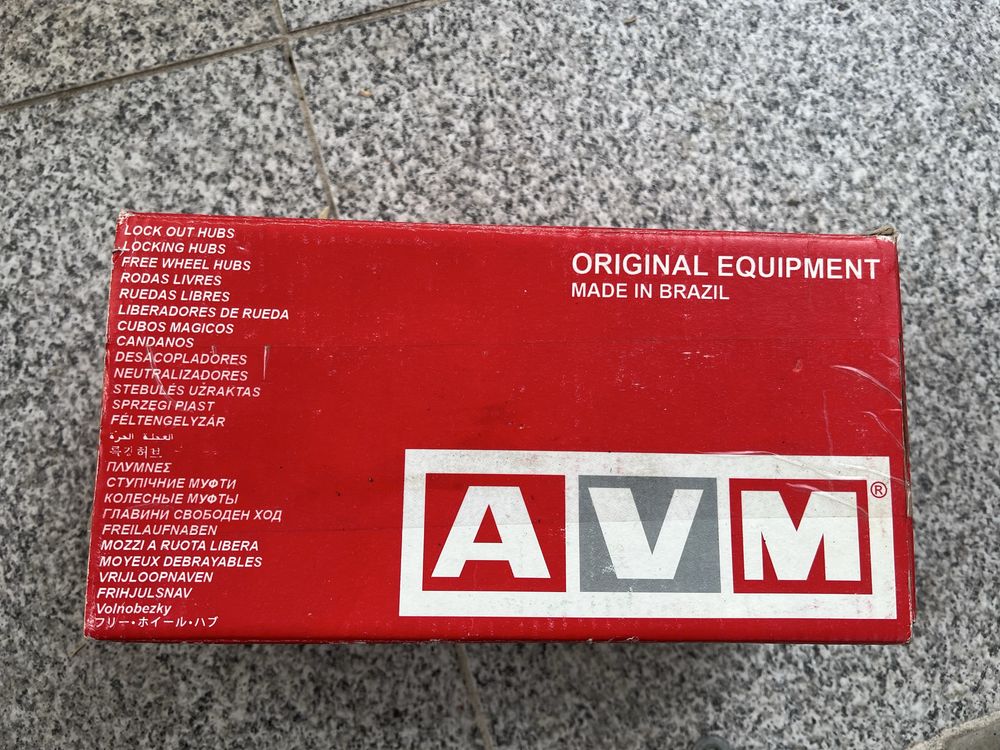 LOCK OUT HUBS
LOCKING HUBS
FREE WHEEL HUBS
RODAS LIVRES
RUEDAS LIBRES
LIBERADORES DE RUEDA
CUBOS MAGICOS
CANDANOS
DESACOPLADORES
NEUTRALIZADORES
STEBULĖS UŽRAKTAS
SPRZĘGI PIAST
FÉLTENGELYZÁR
العجلة الحرة
허브
ΠΛΥΜΝΕΣ
СТУПІЧНИЕ МУФТИ
КОЛЕСНЫЕ МУФТЫ
ГЛАВИНИ СВОБОДЕН ХОД
FREILAUFNABEN
MOZZI A RUOTA LIBERA
MOYEUX DEBRAYABLES
VRIJLOOPNAVEN
FRIHJULSNAV
Volnobezky
フリー・ホイール・ハブ
ORIGINAL EQUIPMENT
MADE IN BRAZIL
AVM®